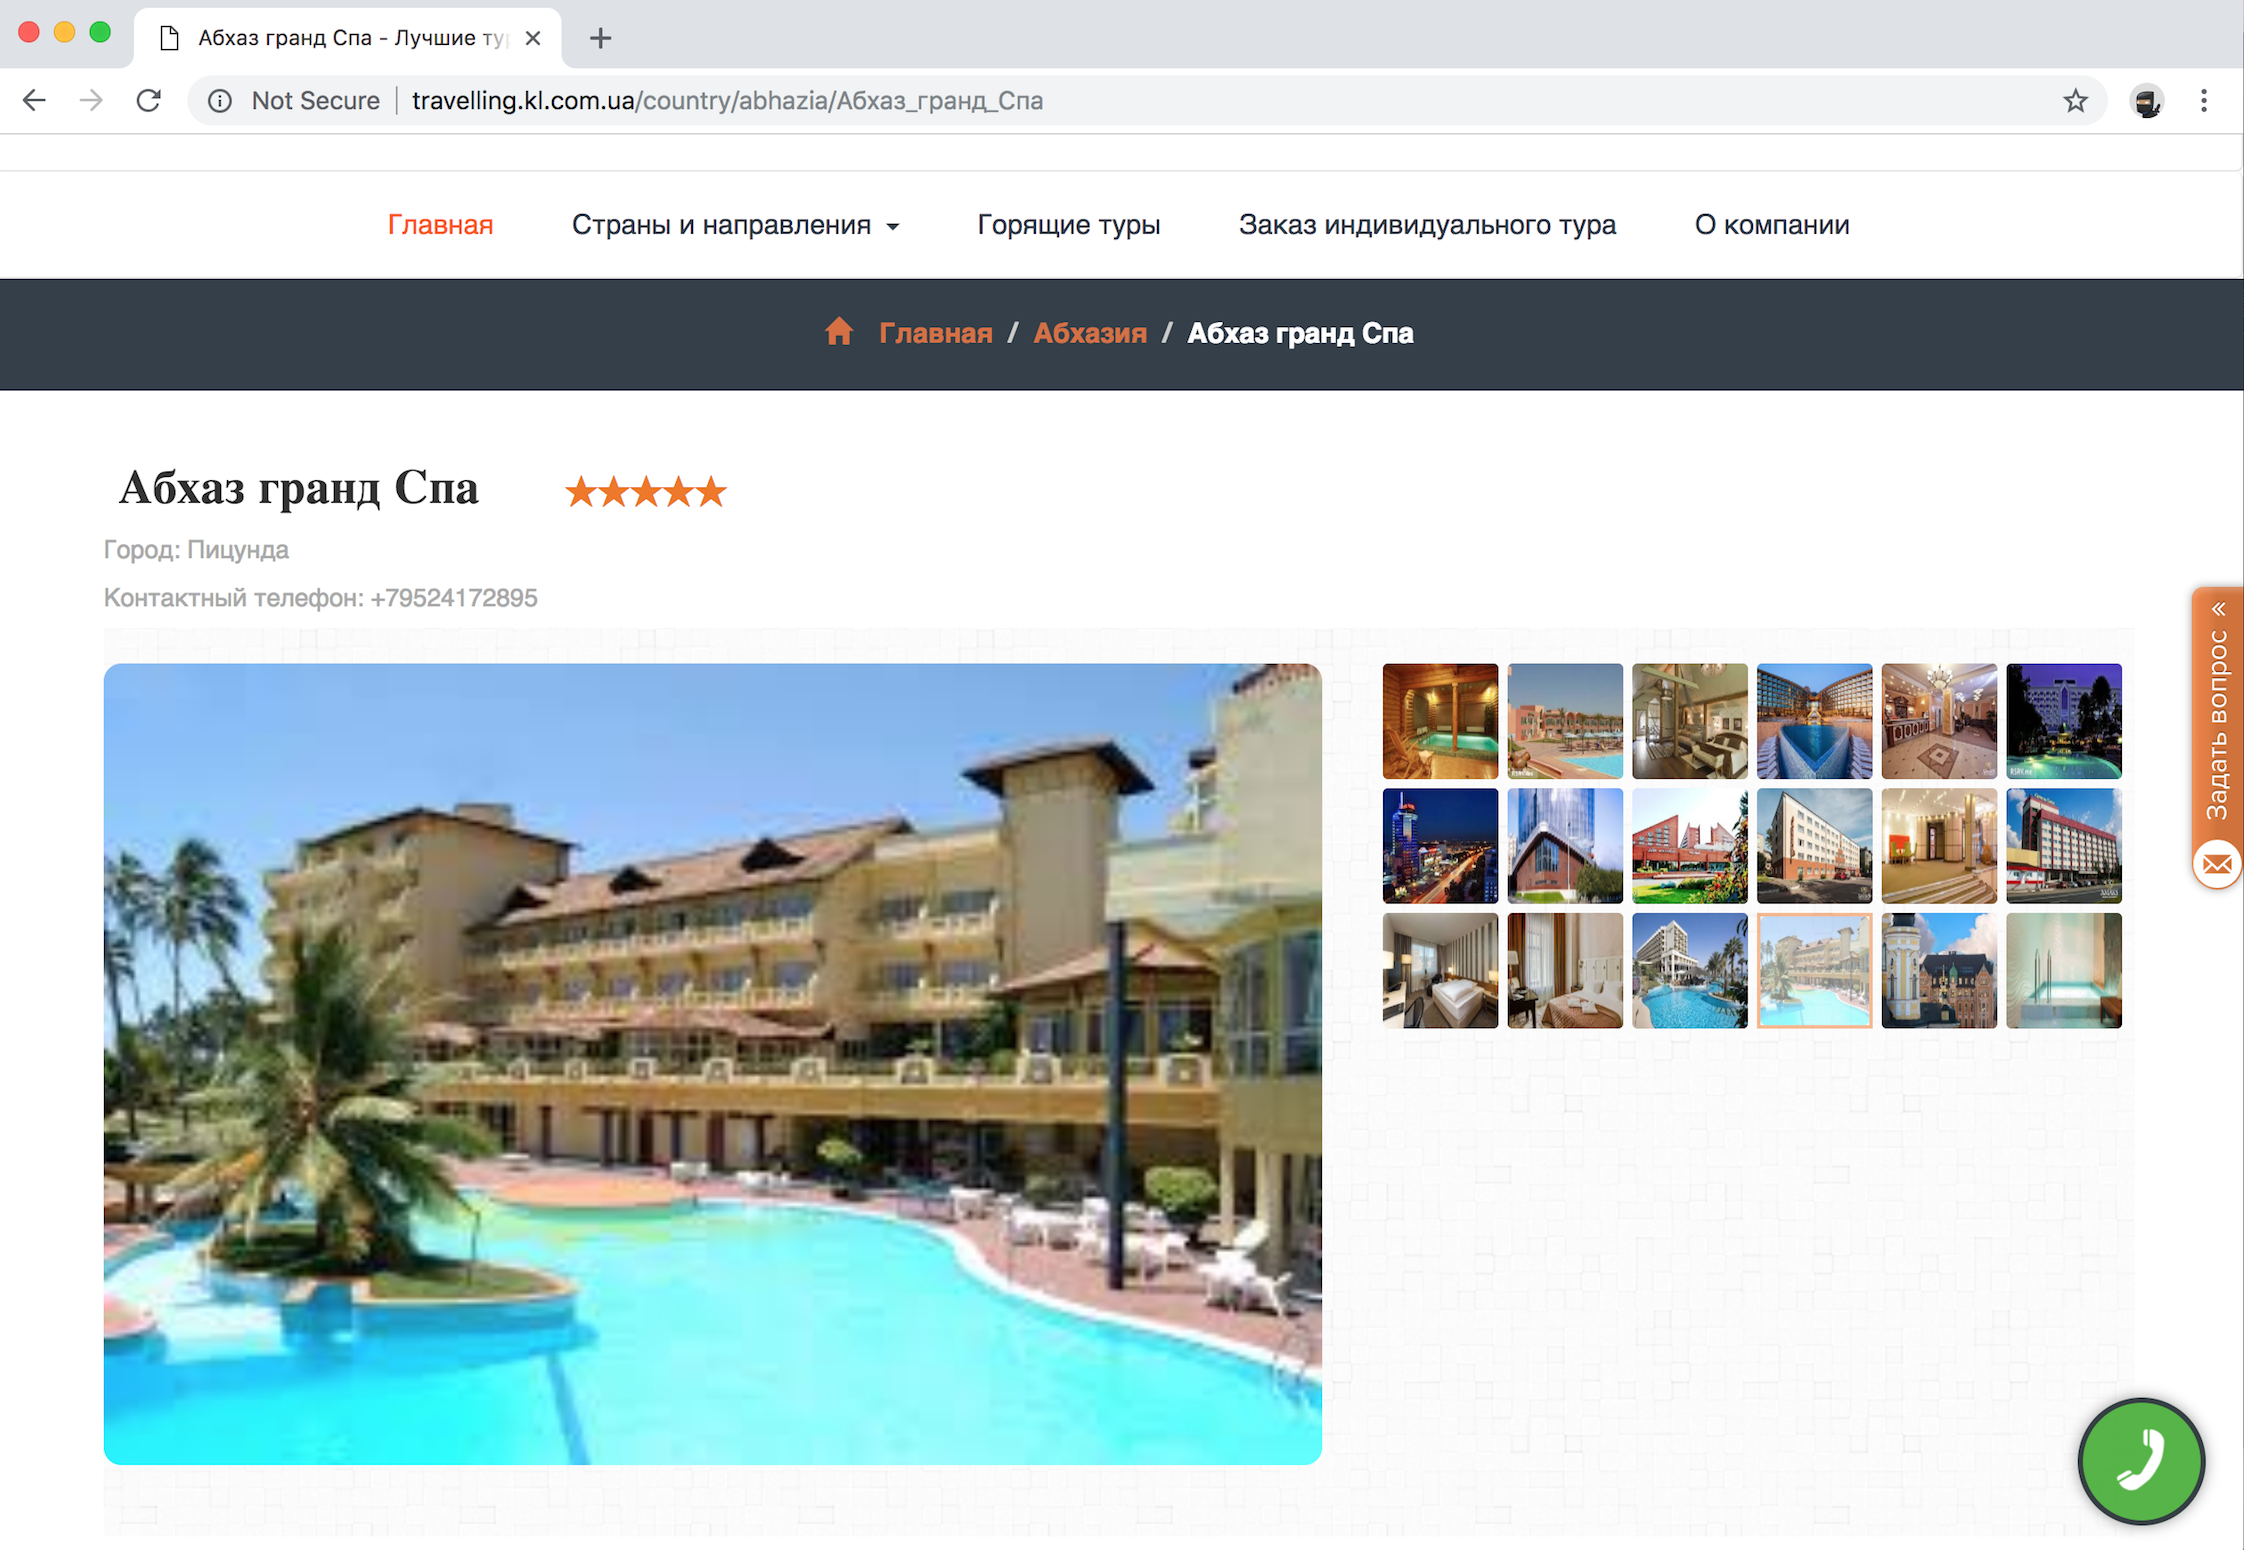 Абхаз гранд Спа - Лучшие ту
Not Secure travelling.kl.com.ua/country/abhazia/Абхаз_гранд_Спа
Главная Страны и направления Горящие туры Заказ индивидуального тура О компании
Главная / Абхазия / Абхаз гранд Спа
Абхаз гранд Спа
Город: Пицунда
Контактный телефон: +79524172895
Задать вопрос «